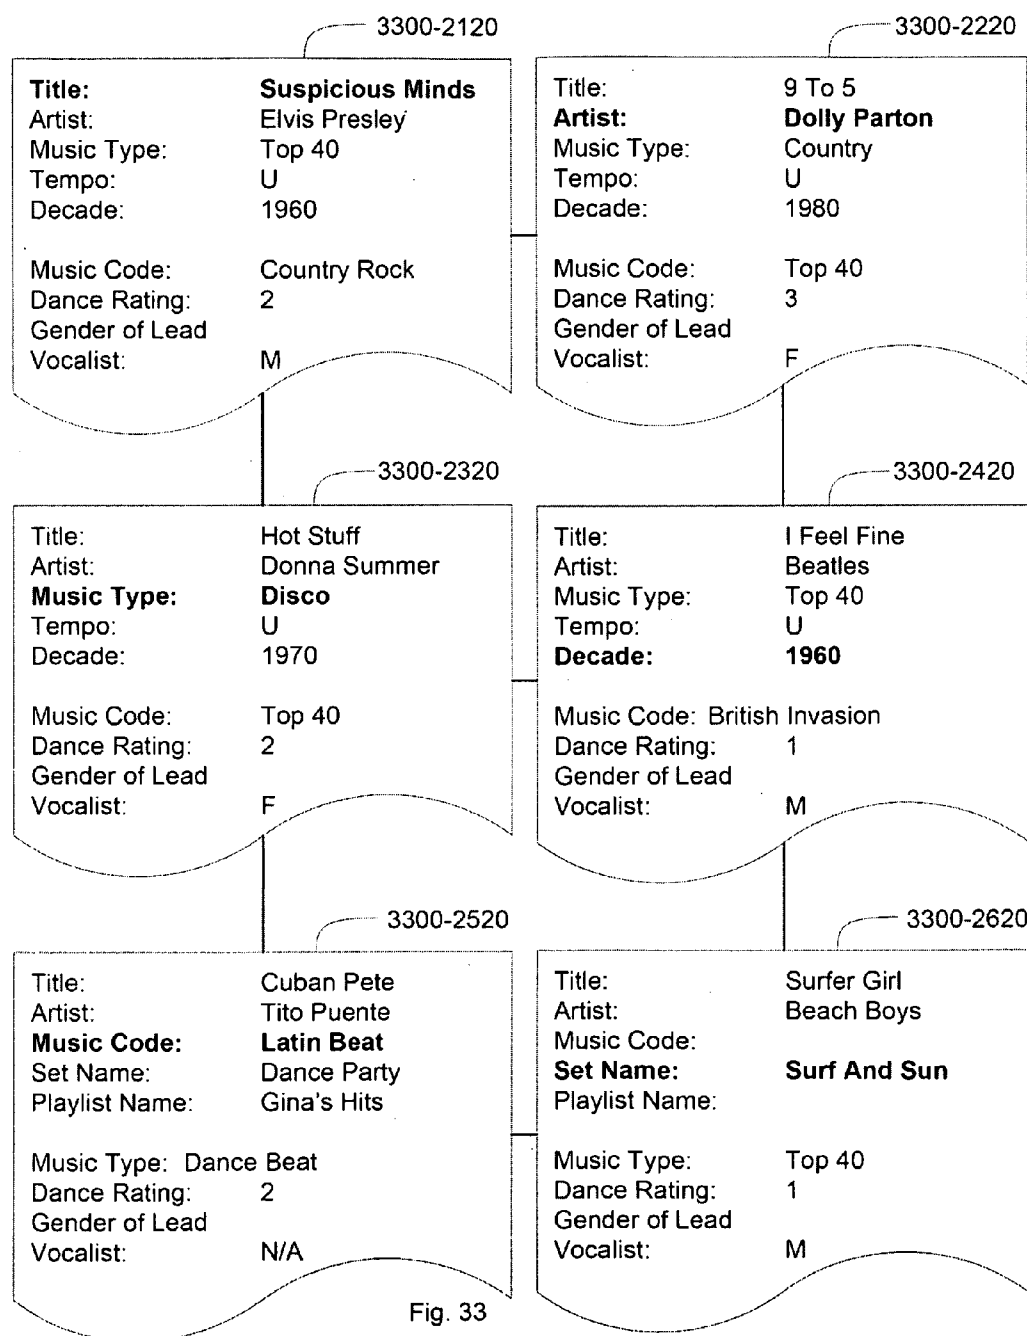 3300-2120
Title: Suspicious Minds
Artist: Elvis Presley
Music Type: Top 40
Tempo: U
Decade: 1960
Music Code: Country Rock
Dance Rating: 2
Gender of Lead
Vocalist: M
3300-2220
Title: 9 To 5
Artist: Dolly Parton
Music Type: Country
Tempo: U
Decade: 1980
Music Code: Top 40
Dance Rating: 3
Gender of Lead
Vocalist: F
3300-2320
Title: Hot Stuff
Artist: Donna Summer
Music Type: Disco
Tempo: U
Decade: 1970
Music Code: Top 40
Dance Rating: 2
Gender of Lead
Vocalist: F
3300-2420
Title: I Feel Fine
Artist: Beatles
Music Type: Top 40
Tempo: U
Decade: 1960
Music Code: British Invasion
Dance Rating: 1
Gender of Lead
Vocalist: M
3300-2520
Title: Cuban Pete
Artist: Tito Puente
Music Code: Latin Beat
Set Name: Dance Party
Playlist Name: Gina's Hits
Music Type: Dance Beat
Dance Rating: 2
Gender of Lead
Vocalist: N/A
3300-2620
Title: Surfer Girl
Artist: Beach Boys
Music Code:
Set Name: Surf And Sun
Playlist Name:
Music Type: Top 40
Dance Rating: 1
Gender of Lead
Vocalist: M
Fig. 33